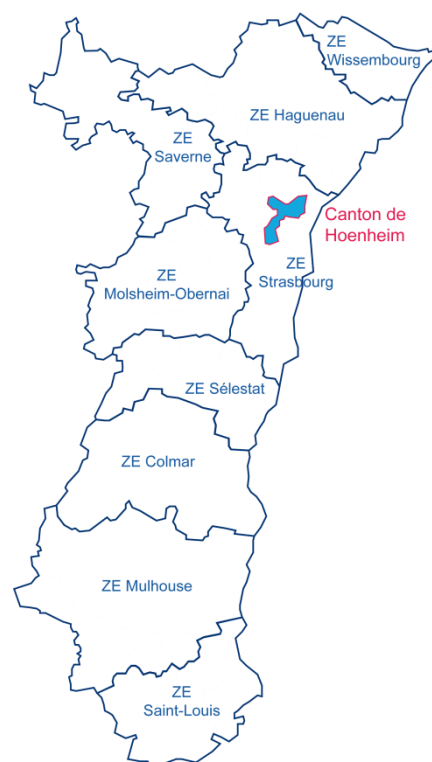 ZE
Wissembourg
ZE Haguenau
ZE
Saverne
Canton de
Hoenheim
ZE
Strasbourg
ZE
Molsheim-Obernai
ZE Sélestat
ZE Colmar
ZE Mulhouse
ZE
Saint-Louis